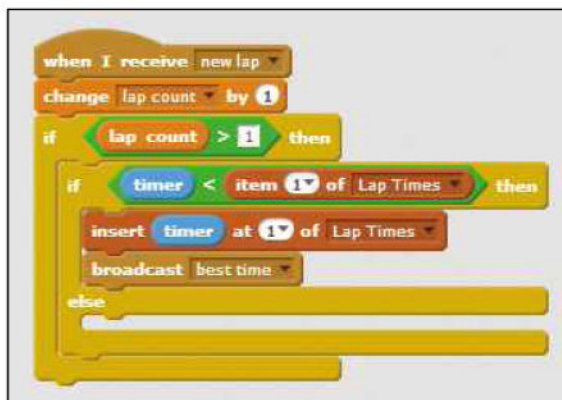 when I receive new lap
change lap count by 1
if lap count > 1 then
if timer < item 1 of Lap Times then
insert timer at 1 of Lap Times
broadcast best time
else